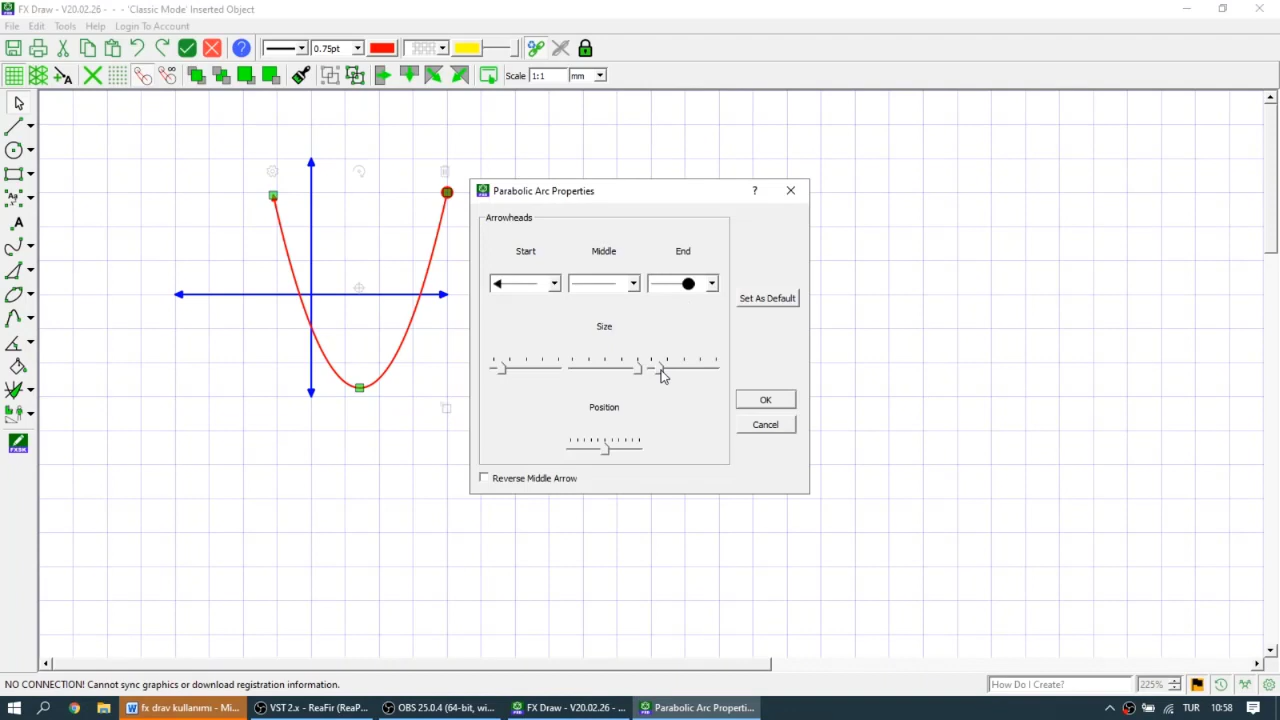 FX Draw - V20.02.26 - - - 'Classic Mode' Inserted Object
File Edit Tools Help Login To Account
0.75pt
Scale 1:1 mm
Parabolic Arc Properties ?
Arrowheads
Start Middle End
Set As Default
Size
OK
Position
Cancel
Reverse Middle Arrow
NO CONNECTION! Cannot sync graphics or download registration information.
How Do I Create? 225%
fx drav kullanımı - Mi... VST 2.x - ReaFir (ReaP... OBS 25.0.4 (64-bit, wi... FX Draw - V20.02.26 - ... Parabolic Arc Properti... TUR 10:58